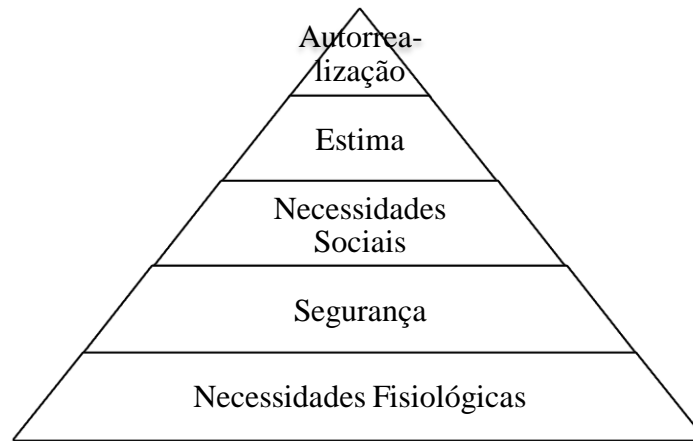 Autorrea-
lização
Estima
Necessidades
Sociais
Segurança
Necessidades Fisiológicas